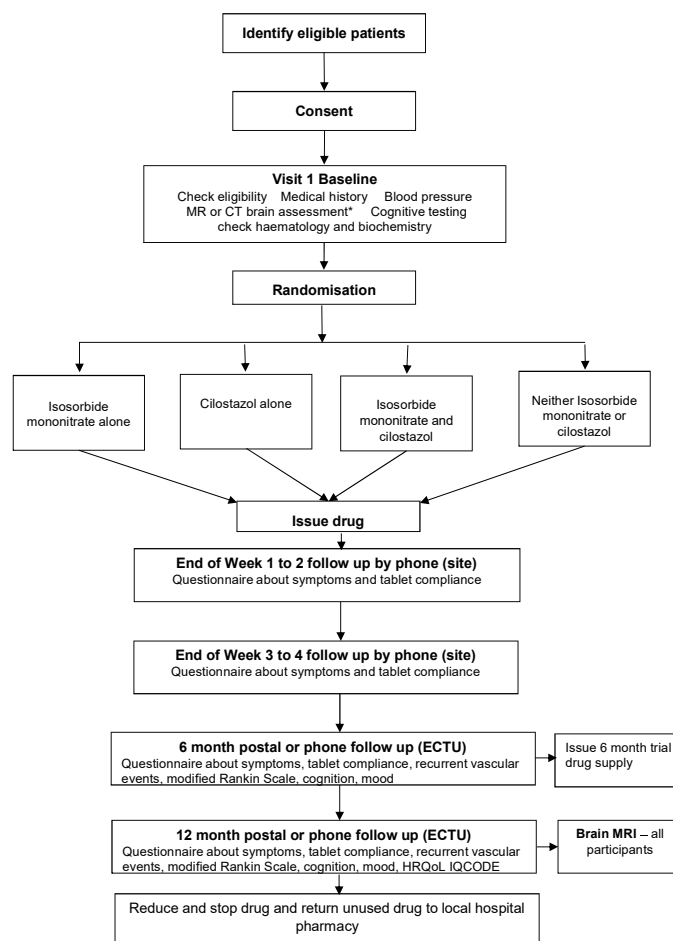 Identify eligible patients
Consent
Visit 1 Baseline
Check eligibility Medical history Blood pressure
MR or CT brain assessment* Cognitive testing
check haematology and biochemistry
Randomisation
Isosorbide
mononitrate alone
Cilostazol alone
Isosorbide
mononitrate and
cilostazol
Neither Isosorbide
mononitrate or
cilostazol
Issue drug
End of Week 1 to 2 follow up by phone (site)
Questionnaire about symptoms and tablet compliance
End of Week 3 to 4 follow up by phone (site)
Questionnaire about symptoms and tablet compliance
6 month postal or phone follow up (ECTU)
Questionnaire about symptoms, tablet compliance, recurrent vascular
events, modified Rankin Scale, cognition, mood
Issue 6 month trial
drug supply
12 month postal or phone follow up (ECTU)
Questionnaire about symptoms, tablet compliance, recurrent vascular
events, modified Rankin Scale, cognition, mood, HRQoL IQCODE
Brain MRI – all
participants
Reduce and stop drug and return unused drug to local hospital
pharmacy